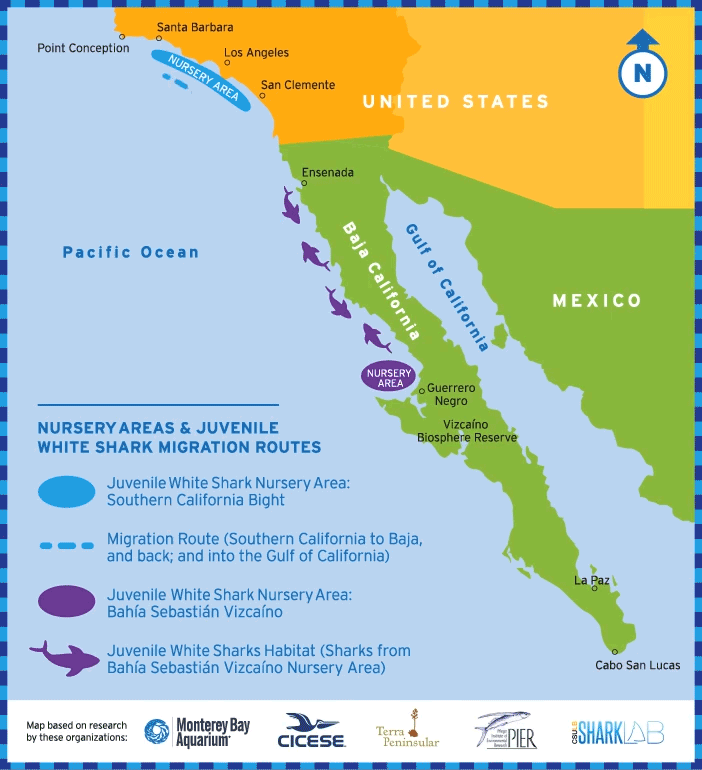 Santa Barbara
Point Conception
Los Angeles
NURSERY AREA
San Clemente
N
UNITED STATES
Ensenada
Pacific Ocean
Baja California
Gulf of California
MEXICO
NURSERY
AREA
Guerrero
Negro
Vizcaíno
Biosphere Reserve
La Paz
Cabo San Lucas
NURSERY AREAS & JUVENILE
WHITE SHARK MIGRATION ROUTES
Juvenile White Shark Nursery Area:
Southern California Bight
Migration Route (Southern California to Baja,
and back; and into the Gulf of California)
Juvenile White Shark Nursery Area:
Bahía Sebastián Vizcaíno
Juvenile White Sharks Habitat (Sharks from
Bahía Sebastián Vizcaíno Nursery Area)
Map based on research
by these organizations:
Monterey Bay
Aquarium
CICESE
Terra
Peninsular
PIER
CSULB
SHARKLAB